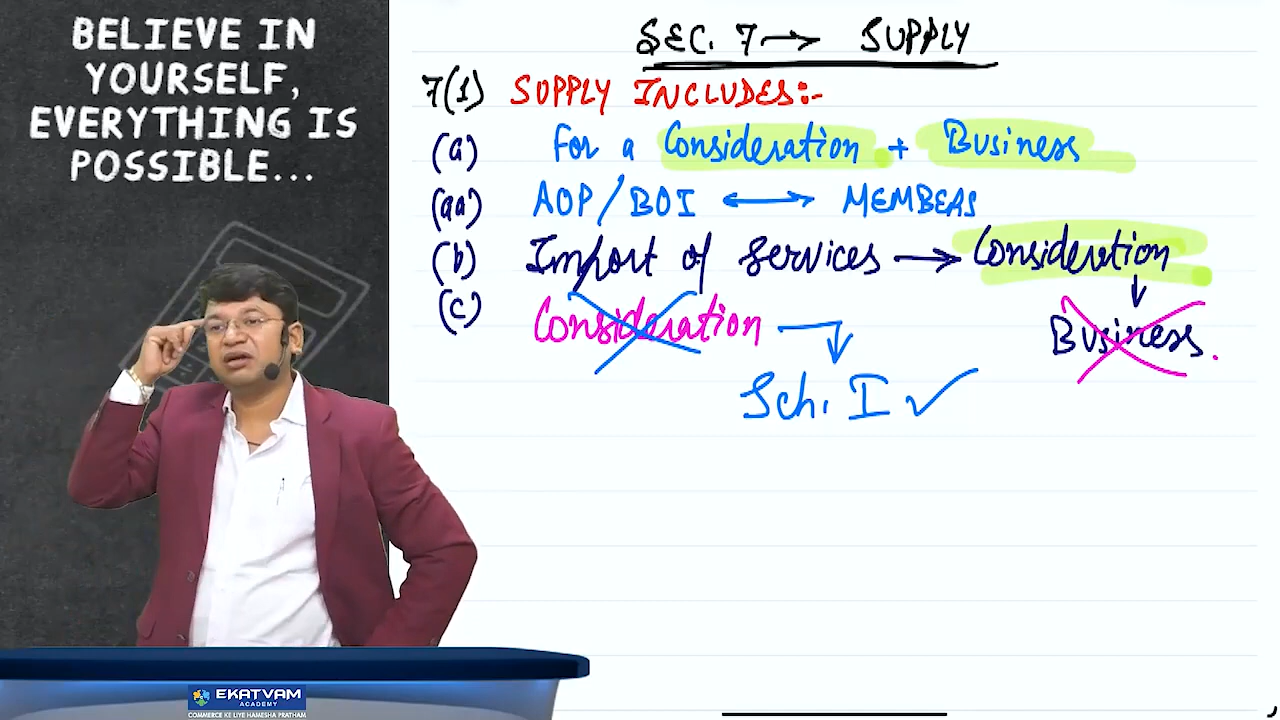 BELIEVE IN
YOURSELF,
EVERYTHING IS
POSSIBLE...
SEC. 7 → SUPPLY
7(1) SUPPLY INCLUDES:-
(a) For a Consideration + Business
(aa) AOP/BOI ↔ MEMBERS
(b) Import of Services → Consideration
↓
Business.
(c) Consideration
↓
Sch. I ✓
EKATVAM
ACADEMY
COMMERCE KE LIYE HAMESHA PRATHAM